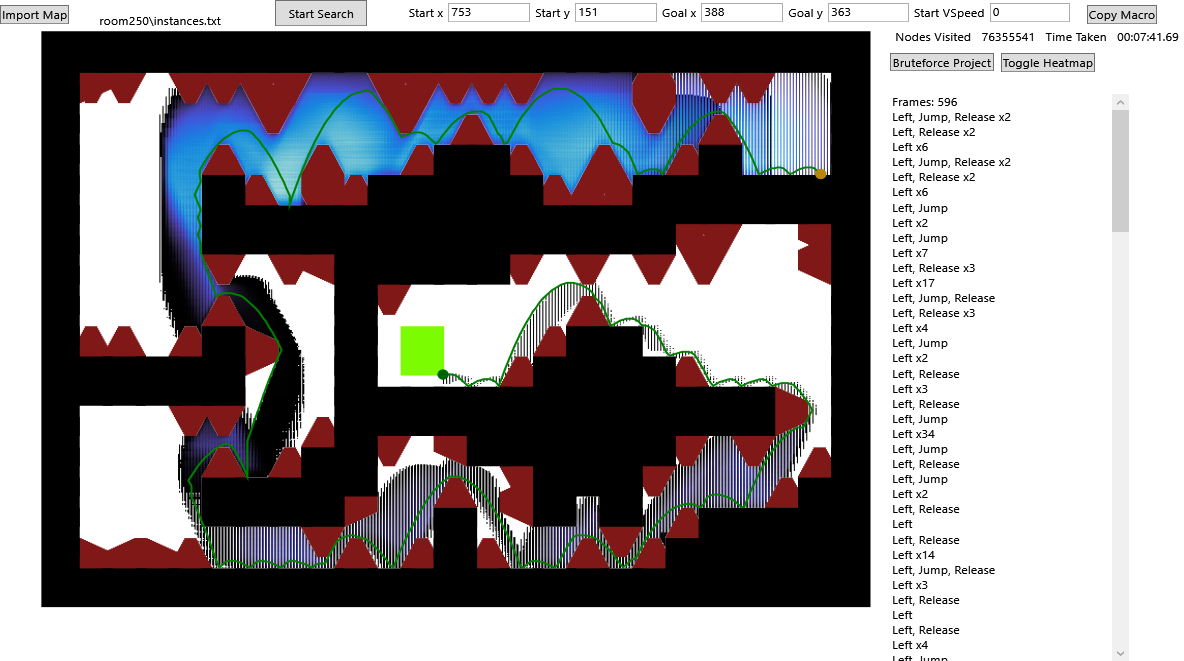 Import Map
room250\instances.txt
Start Search
Start x 753 Start y 151 Goal x 388 Goal y 363 Start VSpeed 0
Copy Macro
Nodes Visited 76355541 Time Taken 00:07:41.69
Bruteforce Project Toggle Heatmap
Frames: 596
Left, Jump, Release x2
Left, Release x2
Left x6
Left, Jump, Release x2
Left, Release x2
Left x6
Left, Jump
Left x2
Left, Jump
Left x7
Left, Release x3
Left x17
Left, Jump, Release
Left, Release x3
Left x4
Left, Jump
Left x2
Left, Release
Left x3
Left, Release
Left, Jump
Left x34
Left, Jump
Left, Release
Left, Jump
Left x2
Left, Release
Left
Left, Release
Left x14
Left, Jump, Release
Left x3
Left, Release
Left
Left, Release
Left x4
Left, Jump